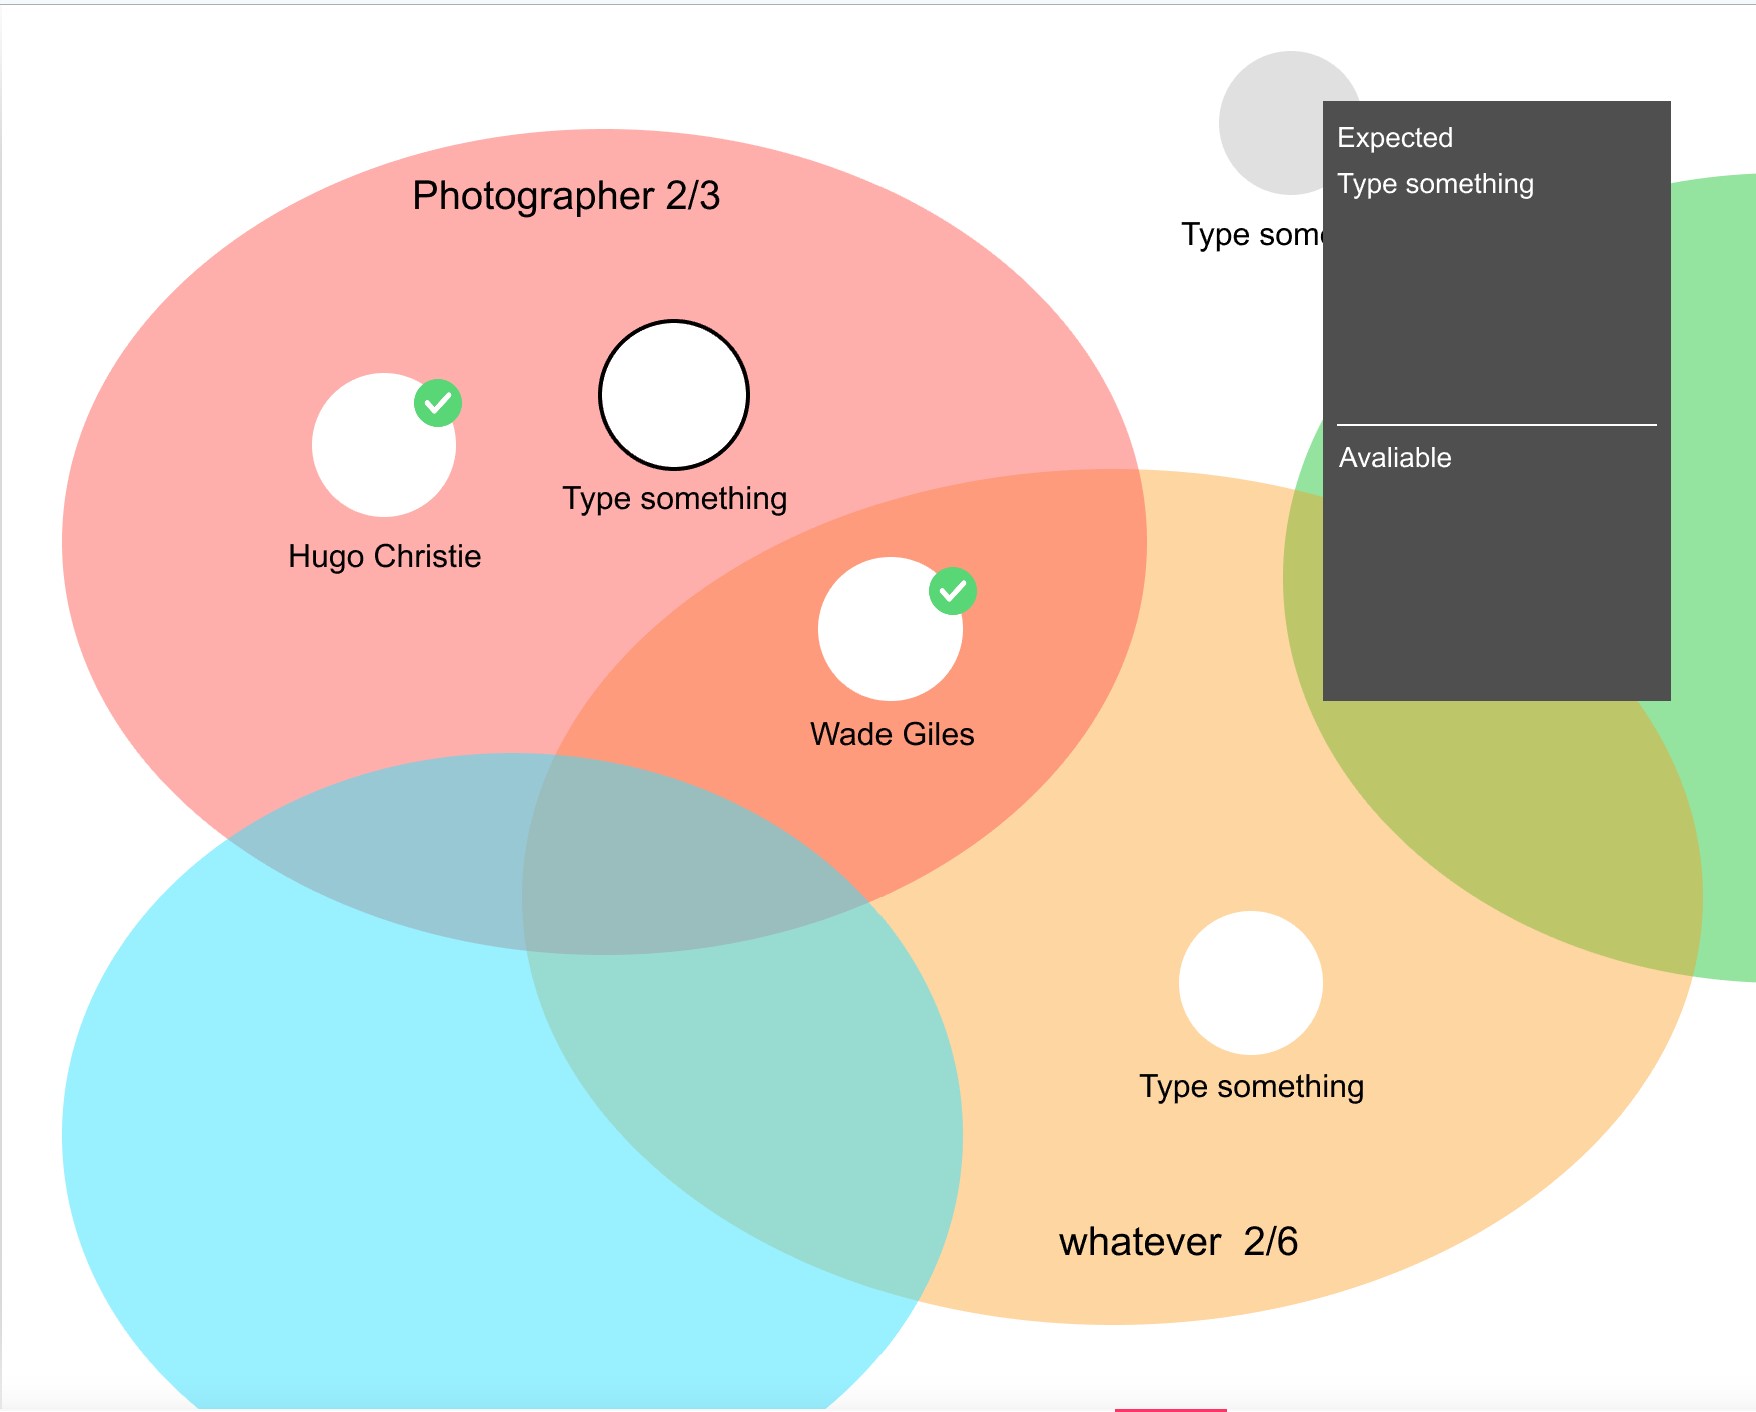 Photographer 2/3
Expected
Type something
Type some
Type something
Hugo Christie
Avaliable
Wade Giles
Type something
whatever 2/6